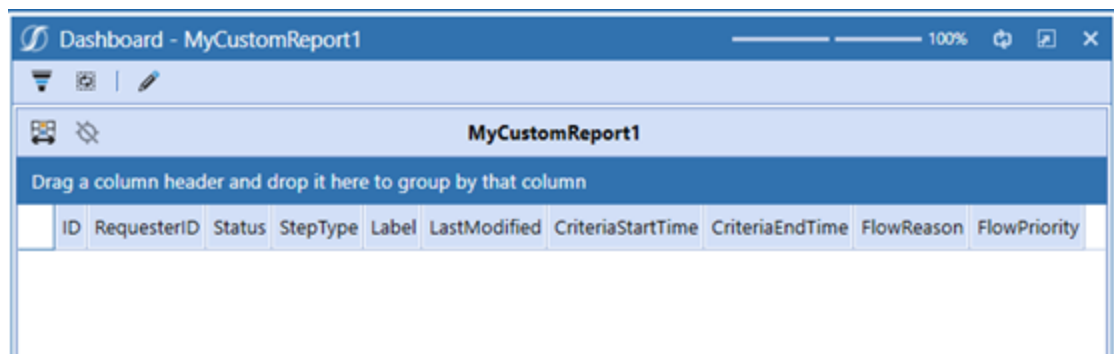 Dashboard - MyCustomReport1 100%
MyCustomReport1
Drag a column header and drop it here to group by that column
ID RequesterID Status StepType Label LastModified CriteriaStartTime CriteriaEndTime FlowReason FlowPriority